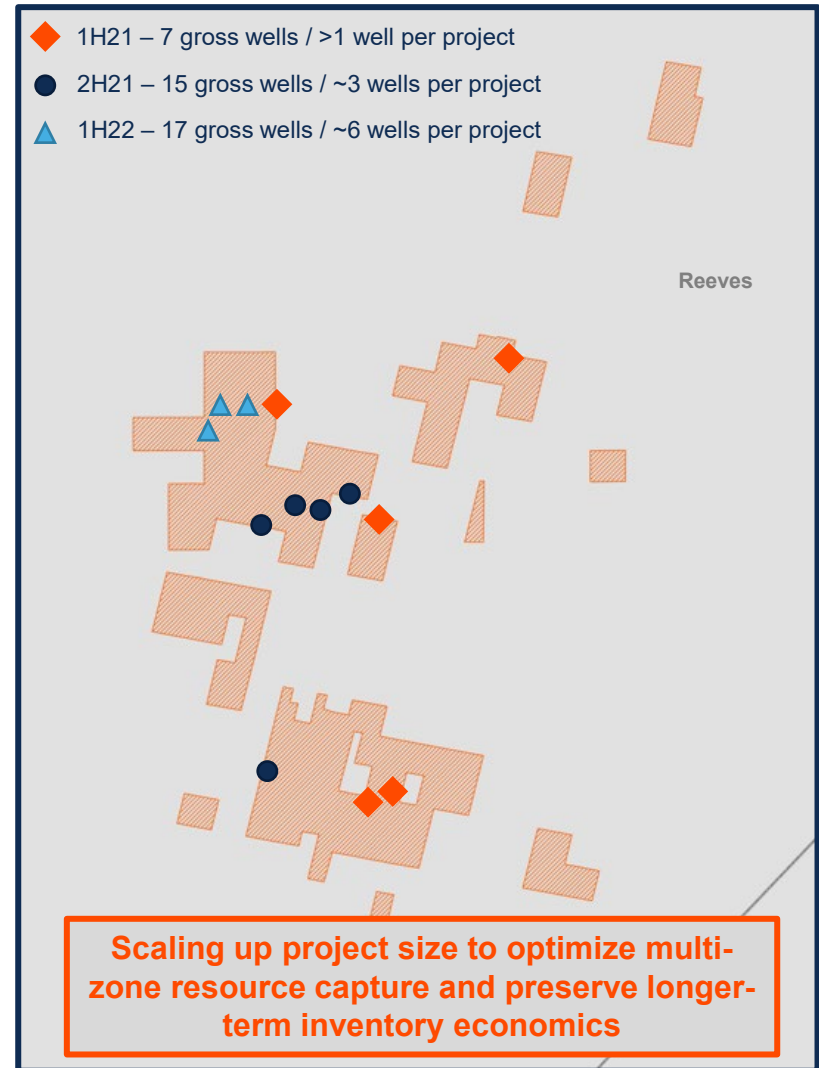 1H21 – 7 gross wells / >1 well per project
2H21 – 15 gross wells / ~3 wells per project
1H22 – 17 gross wells / ~6 wells per project
Reeves
Scaling up project size to optimize multi-
zone resource capture and preserve longer-
term inventory economics